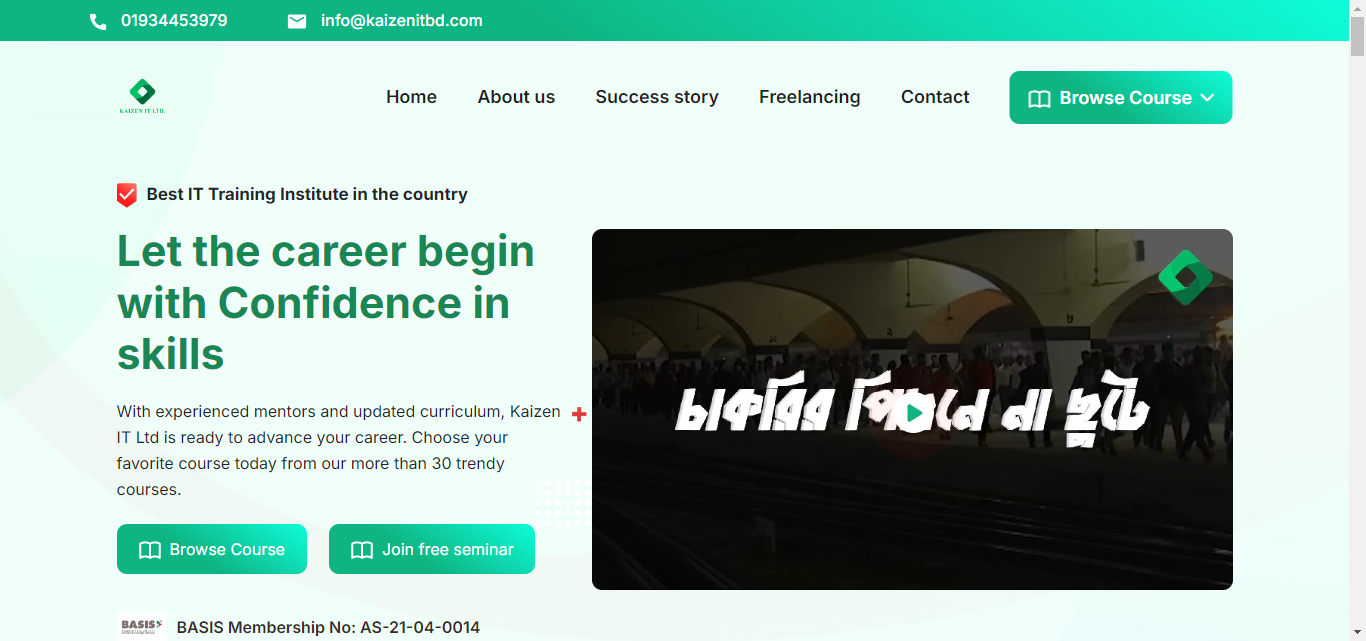 01934453979
info@kaizenitbd.com
KAIZEN IT LTD.
Home
About us
Success story
Freelancing
Contact
Browse Course
Best IT Training Institute in the country
Let the career begin
with Confidence in
skills
With experienced mentors and updated curriculum, Kaizen
IT Ltd is ready to advance your career. Choose your
favorite course today from our more than 30 trendy
courses.
Browse Course
Join free seminar
চাকরির পিছনে না ছুটে
BASIS
BASIS Membership No: AS-21-04-0014